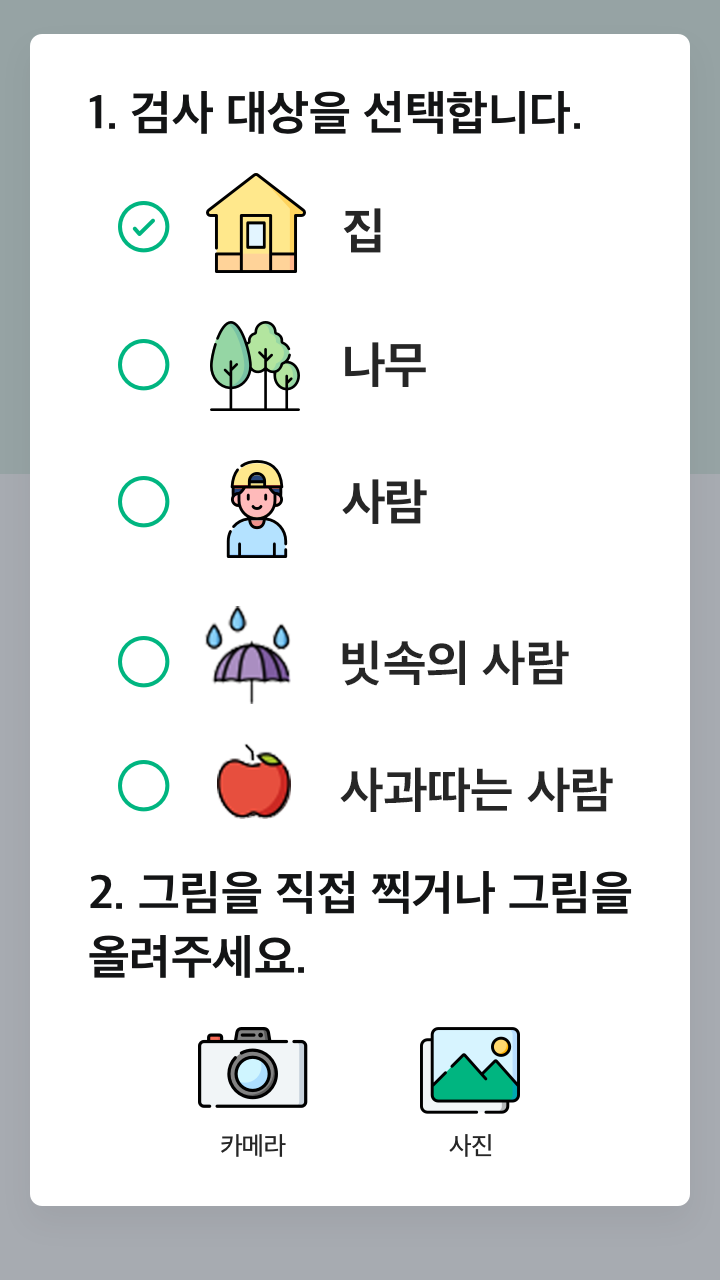 1. 검사 대상을 선택합니다.
집
나무
사람
빗속의 사람
사과따는 사람
2. 그림을 직접 찍거나 그림을
올려주세요.
카메라
사진